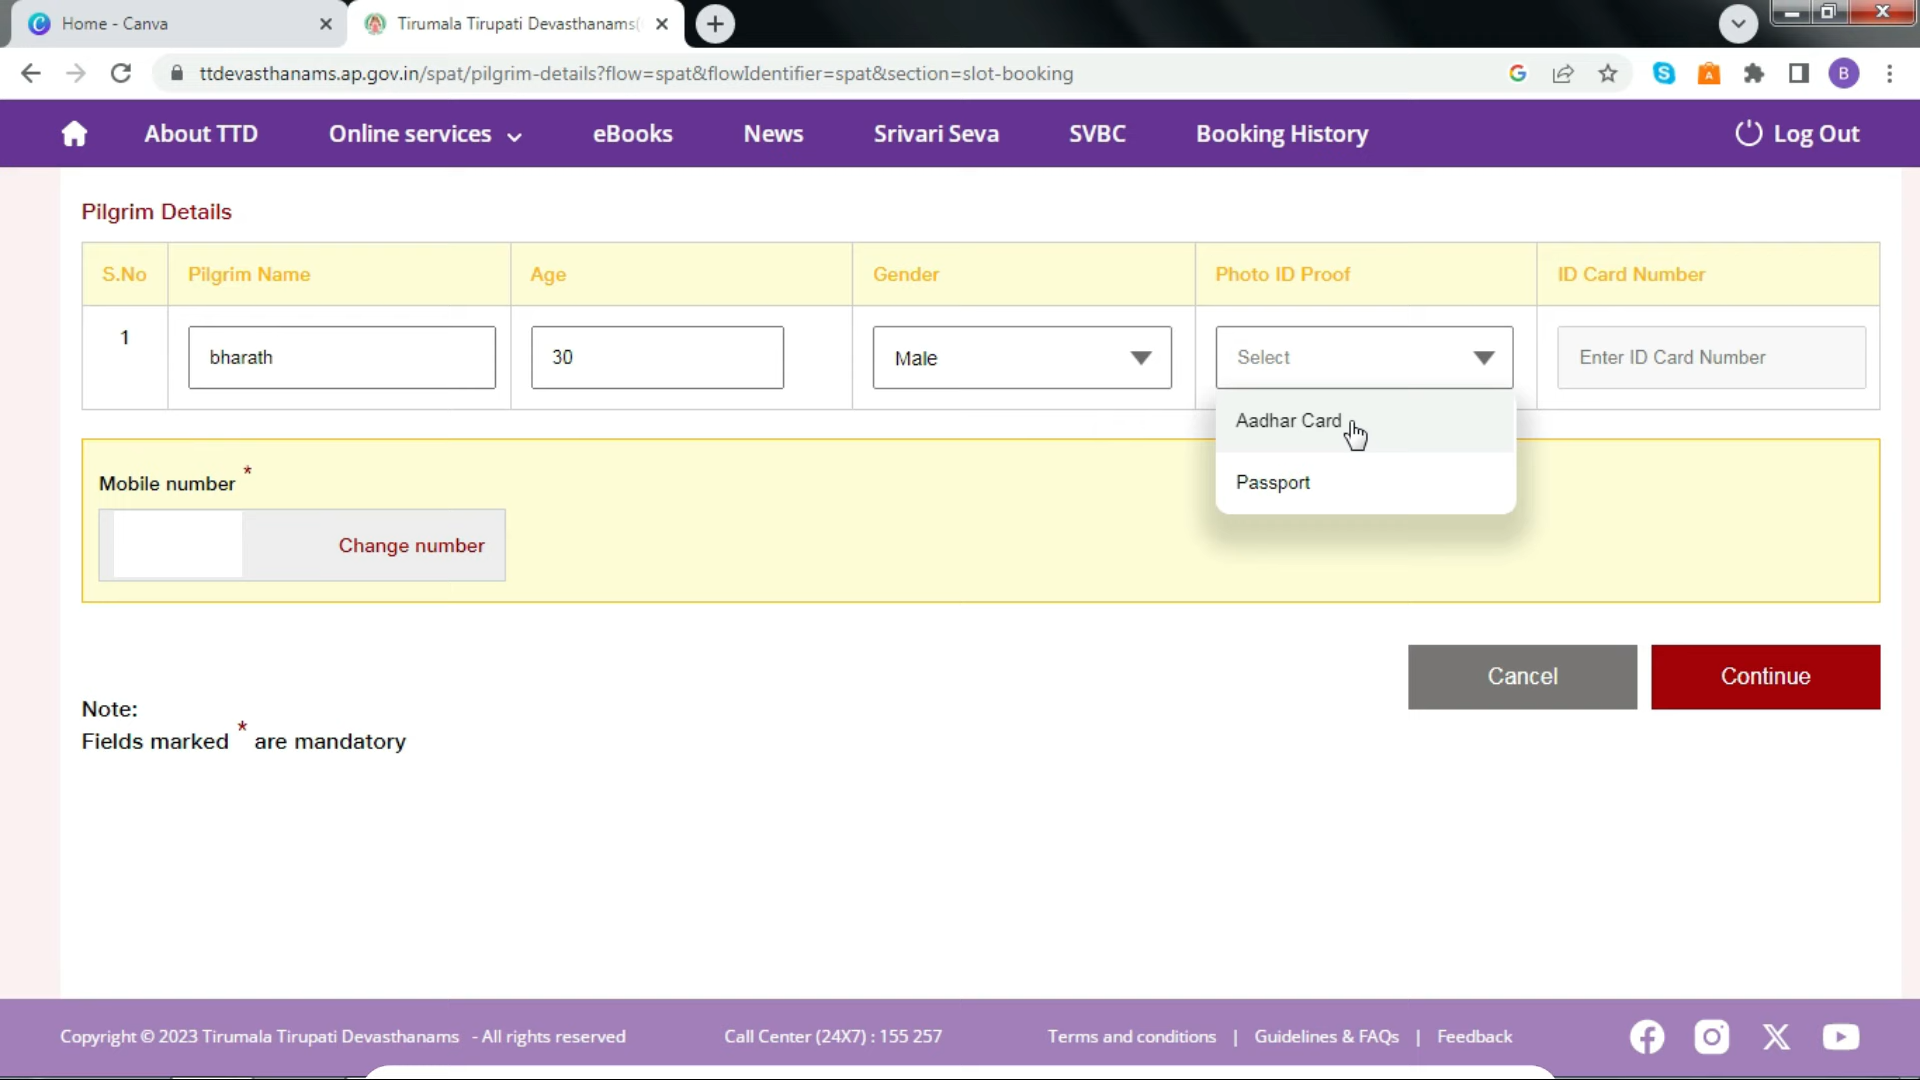 Home - Canva
Tirumala Tirupati Devasthanams(
ttdevasthanams.ap.gov.in/spat/pilgrim-details?flow=spat&flowIdentifier=spat&section=slot-booking
B
About TTD Online services eBooks News Srivari Seva SVBC Booking History Log Out
Pilgrim Details
S.No Pilgrim Name Age Gender Photo ID Proof ID Card Number
1 bharath 30 Male Select Enter ID Card Number
Aadhar Card
Passport
Mobile number *
Change number
Cancel Continue
Note:
Fields marked * are mandatory
Copyright © 2023 Tirumala Tirupati Devasthanams - All rights reserved Call Center (24X7) : 155 257 Terms and conditions | Guidelines & FAQs | Feedback